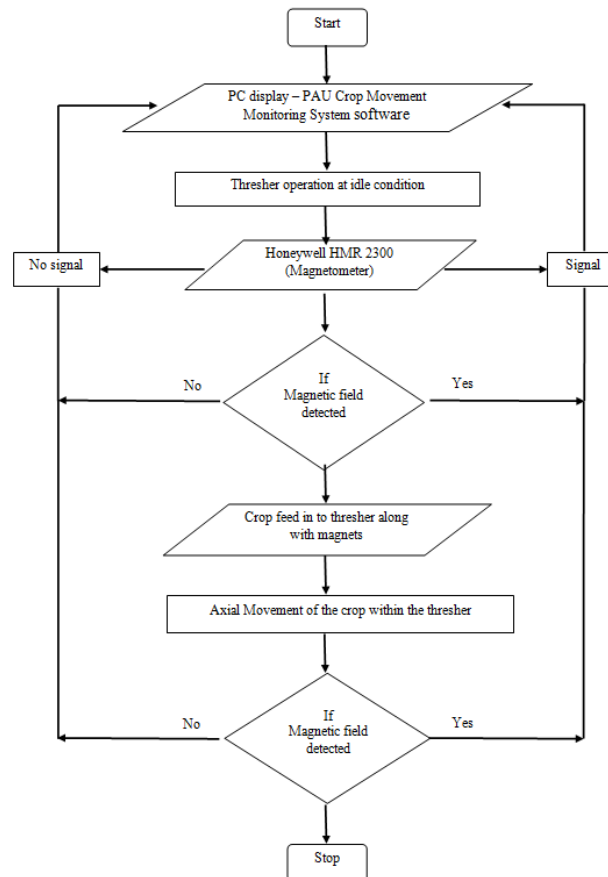 Start
PC display – PAU Crop Movement
Monitoring System software
Thresher operation at idle condition
Honeywell HMR 2300
(Magnetometer)
No signal
Signal
If
Magnetic field
detected
No
Yes
Crop feed in to thresher along
with magnets
Axial Movement of the crop within the thresher
If
Magnetic field
detected
No
Yes
Stop